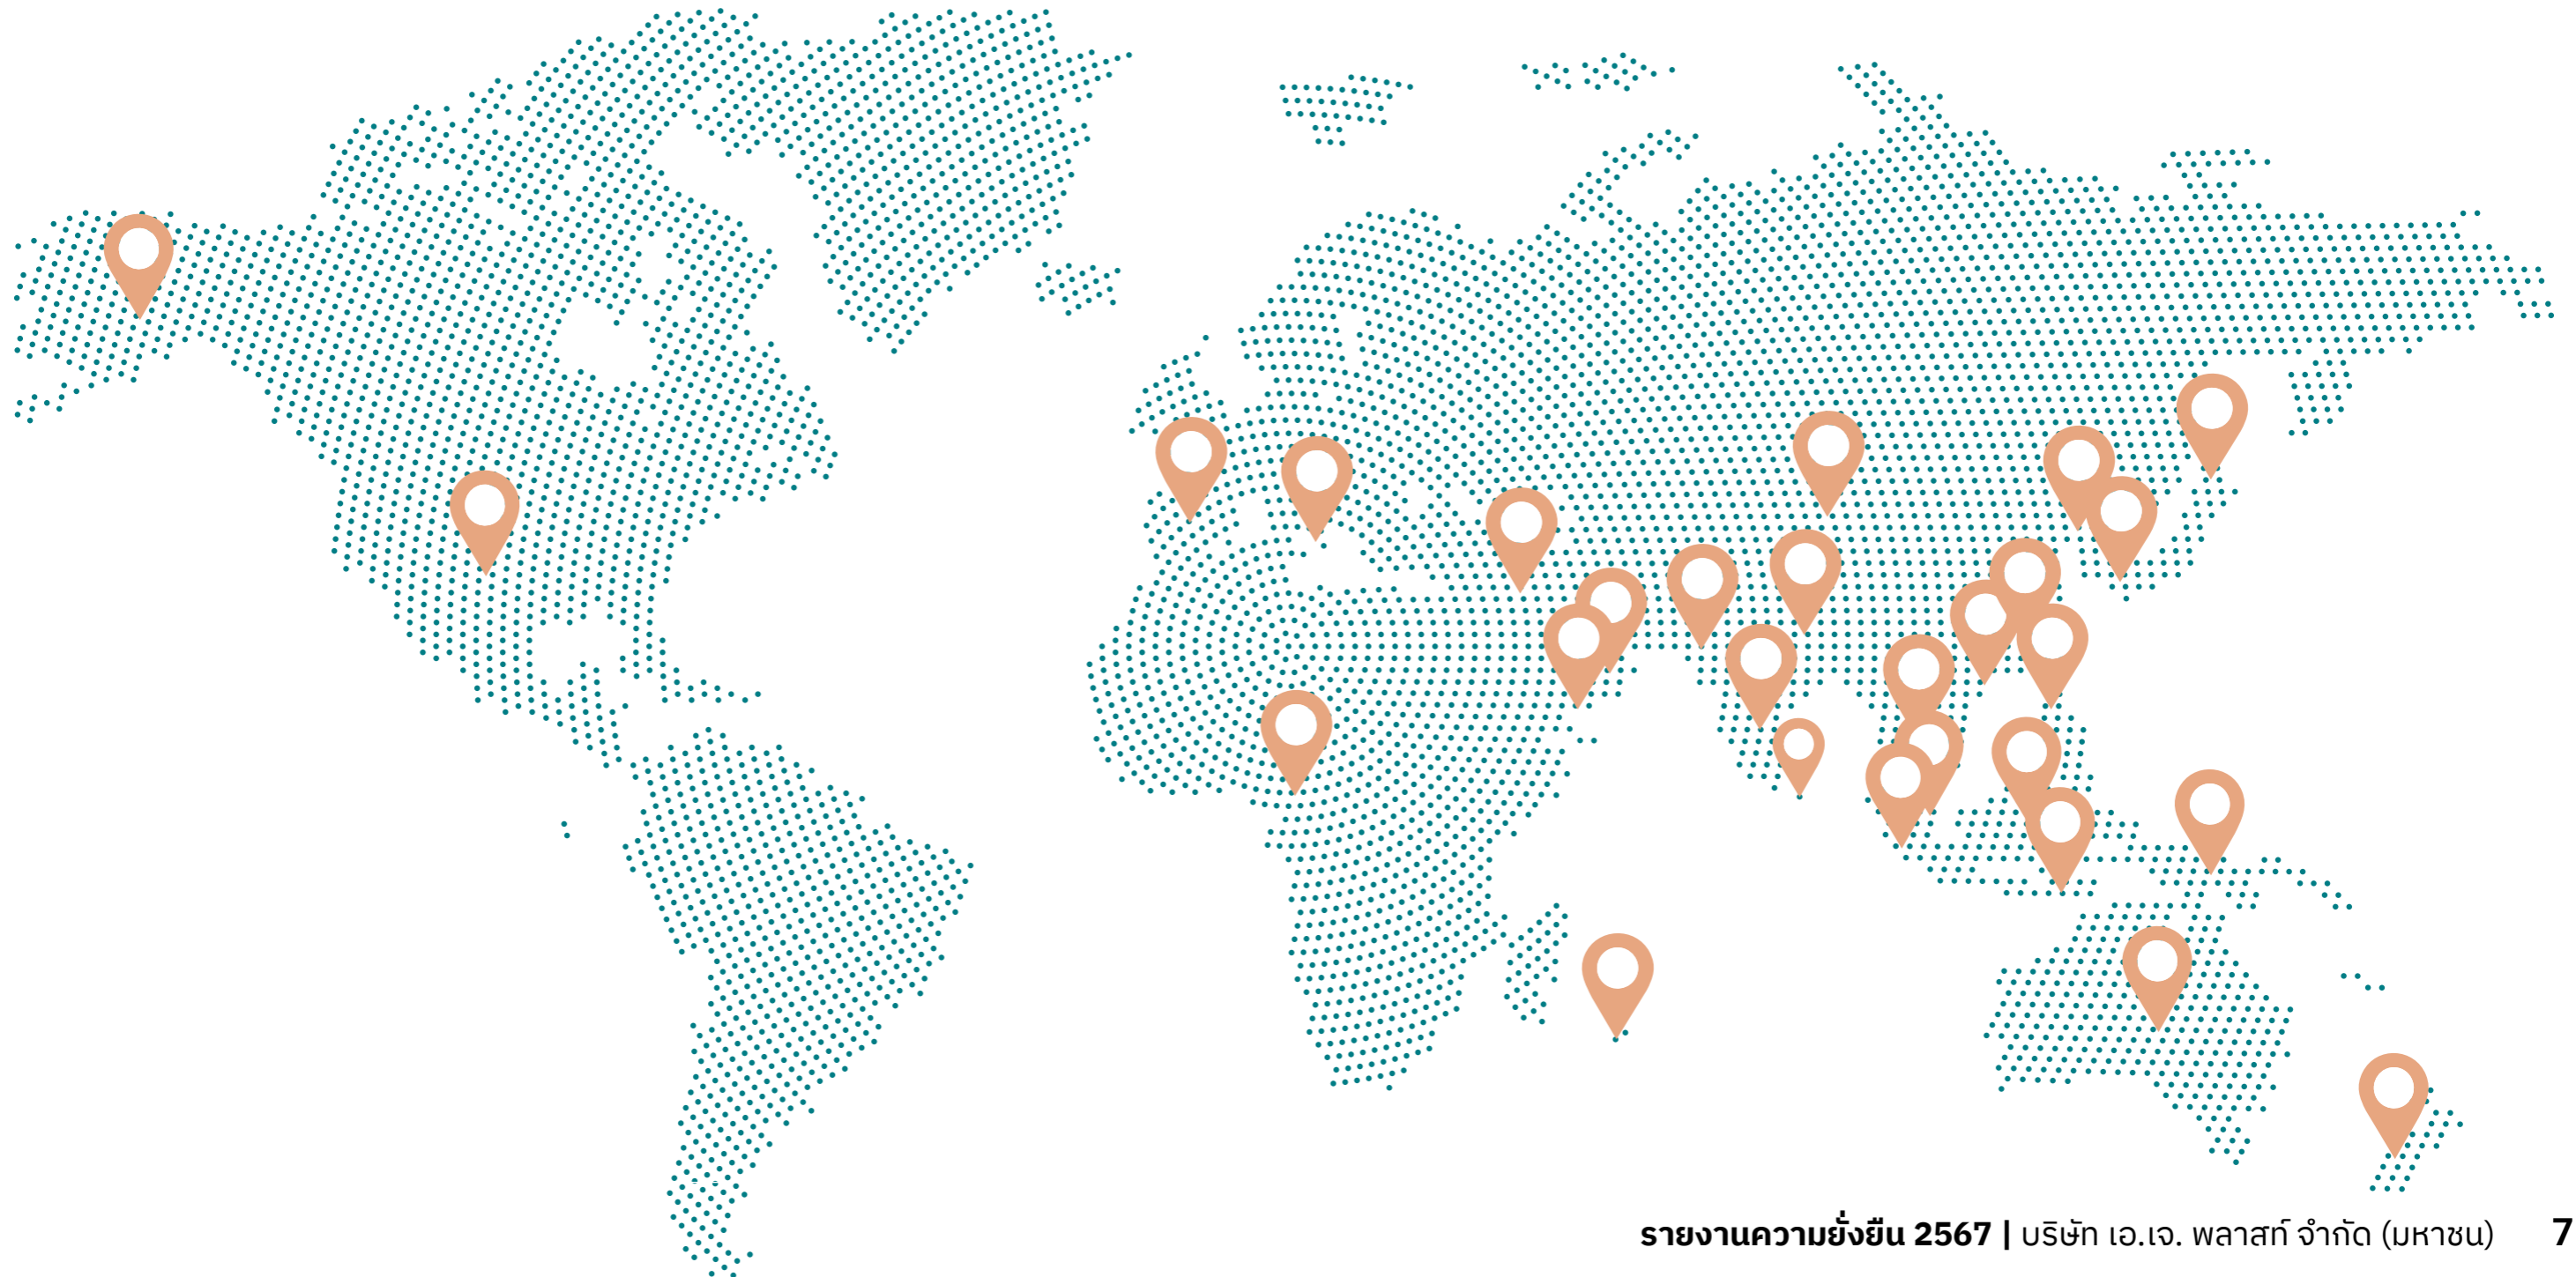 รายงานความยั่งยืน 2567 | บริษัท เอ.เจ. พลาสท์ จำกัด (มหาชน) 7